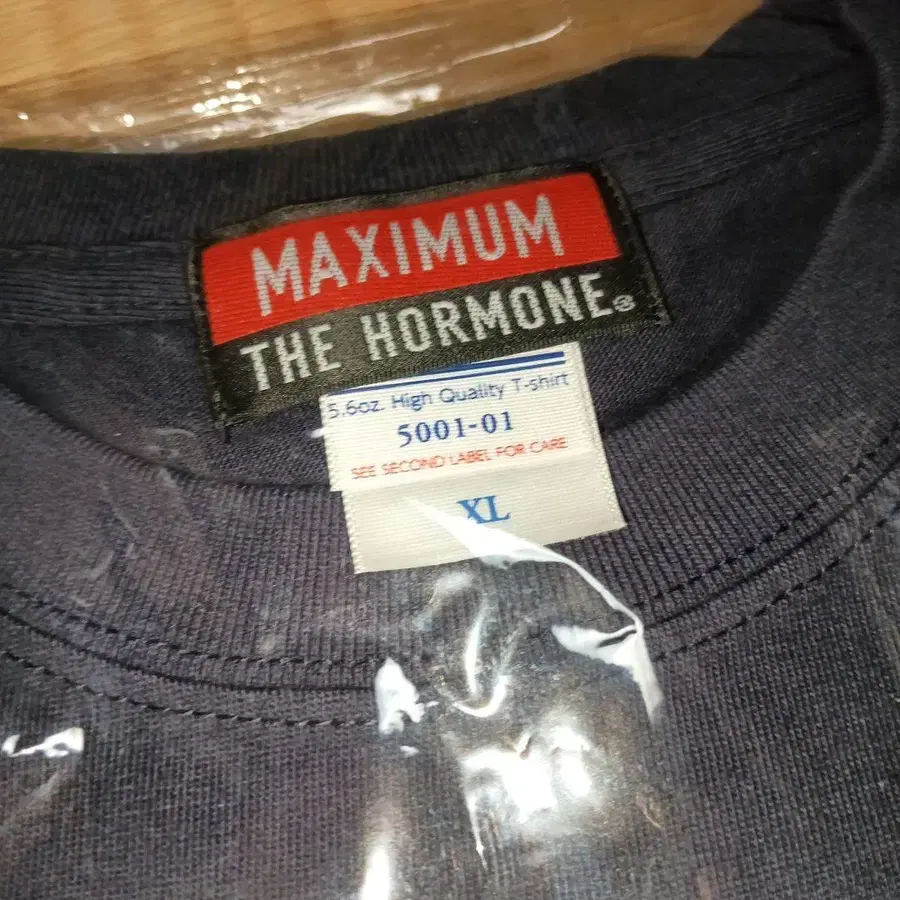 MAXIMUM
THE HORMONE
5.6oz. High Quality T-shirt
5001-01
SEE SECOND LABEL FOR CARE
XL